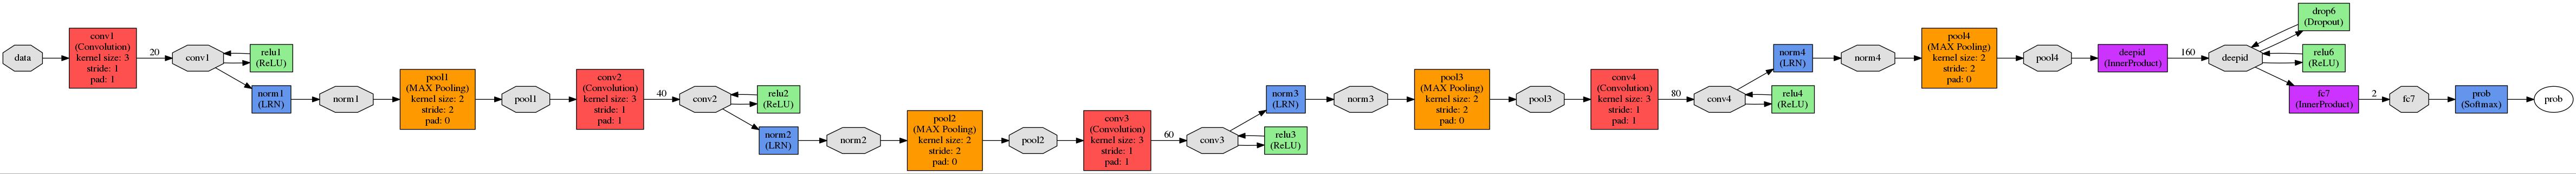 data
conv1
(Convolution)
kernel size: 3
stride: 1
pad: 1
20
conv1
relu1
(ReLU)
norm1
(LRN)
norm1
pool1
(MAX Pooling)
kernel size: 2
stride: 2
pad: 0
pool1
conv2
(Convolution)
kernel size: 3
stride: 1
pad: 1
40
conv2
relu2
(ReLU)
norm2
(LRN)
norm2
pool2
(MAX Pooling)
kernel size: 2
stride: 2
pad: 0
pool2
conv3
(Convolution)
kernel size: 3
stride: 1
pad: 1
60
conv3
norm3
(LRN)
relu3
(ReLU)
norm3
pool3
(MAX Pooling)
kernel size: 2
stride: 2
pad: 0
pool3
conv4
(Convolution)
kernel size: 3
stride: 1
pad: 1
80
conv4
norm4
(LRN)
relu4
(ReLU)
norm4
pool4
(MAX Pooling)
kernel size: 2
stride: 2
pad: 0
pool4
deepid
(InnerProduct)
160
deepid
drop6
(Dropout)
relu6
(ReLU)
fc7
(InnerProduct)
2
fc7
prob
(Softmax)
prob